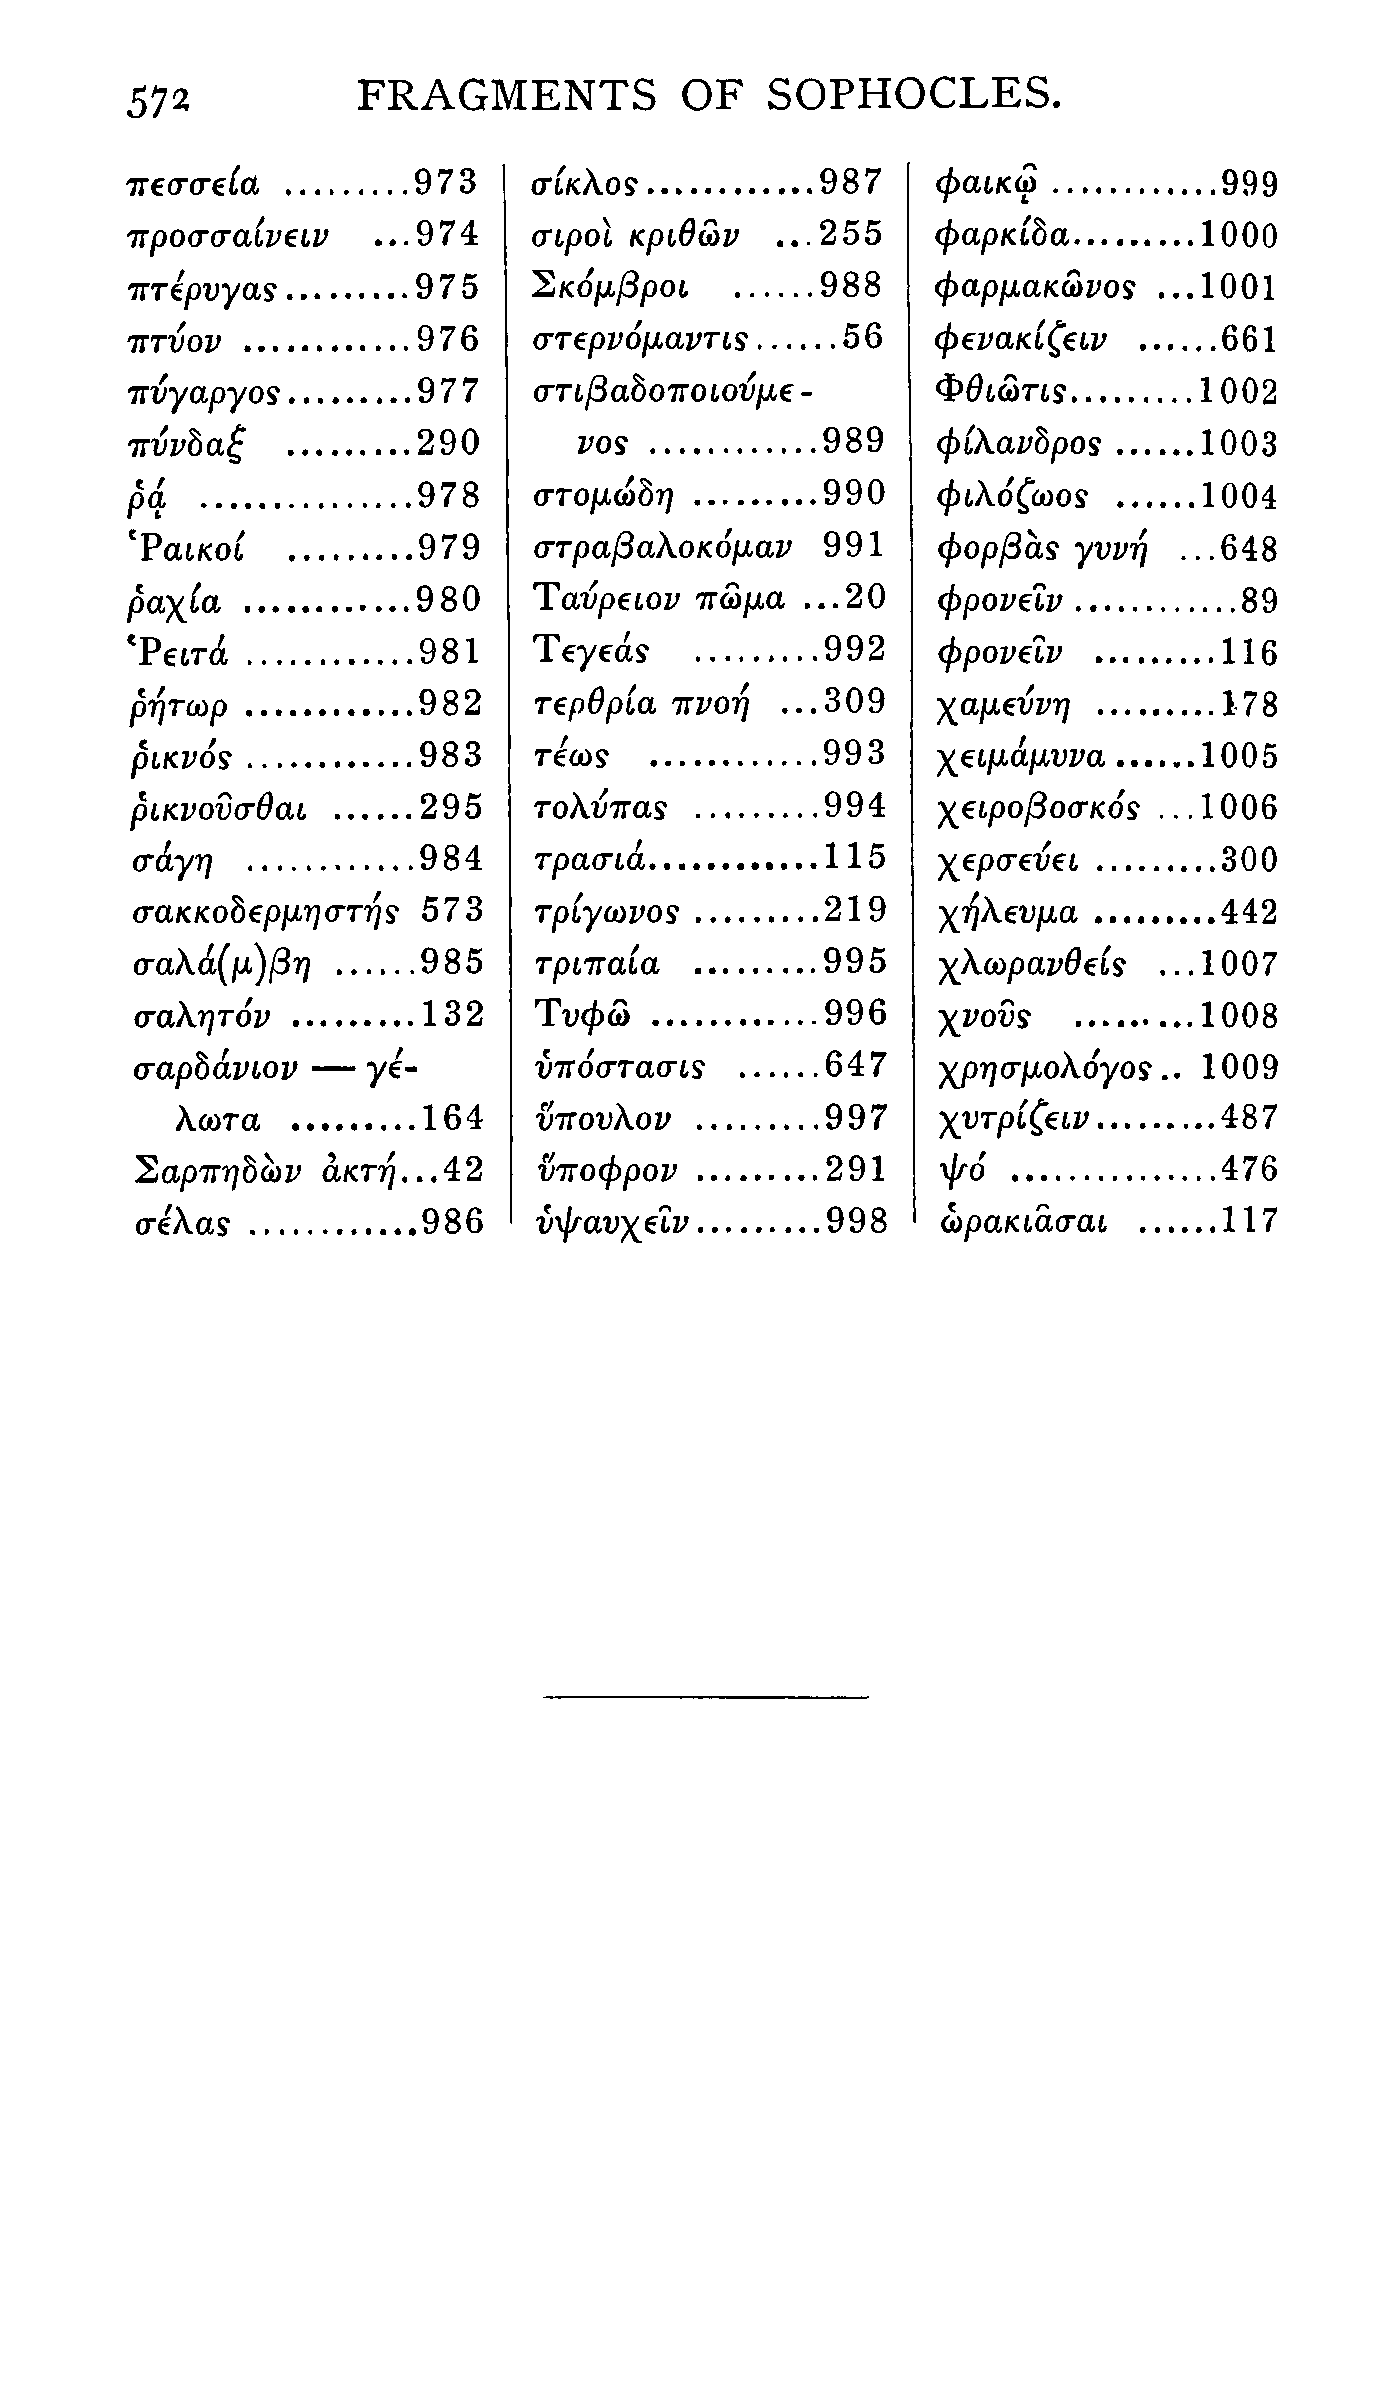 572 FRAGMENTS OF SOPHOCLES.
πεσσεία .........973
προσσαίνειν ...974
πτέρυγας.........975
πτύον ............976
πύγαργος.........977
πύνδαξ .........290
ῥᾴ ...............978
Ῥαικοί .........979
ῥαχία ............980
Ῥειτά ............981
ῥήτωρ ............982
ῥικνός ............983
ῥικνοῦσθαι ......295
σάγη ............984
σακκοδερμηστής 573
σαλά(μ)βη ......985
σαλητόν .........132
σαρδάνιον — γέ-
λωτα .........164
Σαρπηδὼν ἀκτή...42
σέλας ............986
σίκλος............987
σιροὶ κριθῶν ...255
Σκόμβροι ......988
στερνόμαντις......56
στιβαδοποιούμε-
νος ............989
στομώδη .........990
στραβαλοκόμαν 991
Ταύρειον πῶμα ...20
Τεγεάς .........992
τερθρία πνοή ...309
τέως ............993
τολύπας .........994
τρασιά............115
τρίγωνος .........219
τριπαία .........995
Τυφῶ ............996
ὑπόστασις ......647
ὕπουλον .........997
ὕποφρον .........291
ὑψαυχεῖν.........998
φαικῷ ............999
φαρκίδα.........1000
φαρμακῶνος ...1001
φενακίζειν ......661
Φθιῶτις.........1002
φίλανδρος ......1003
φιλόζωος ......1004
φορβὰς γυνή ...648
φρονεῖν ............89
φρονεῖν .........116
χαμεύνη .........178
χειμάμυνα ......1005
χειροβοσκός ...1006
χερσεύει .........300
χήλευμα .........442
χλωρανθείς ...1007
χνοῦς .........1008
χρησμολόγος .. 1009
χυτρίζειν.........487
ψό ...............476
ὡρακιᾶσαι ......117